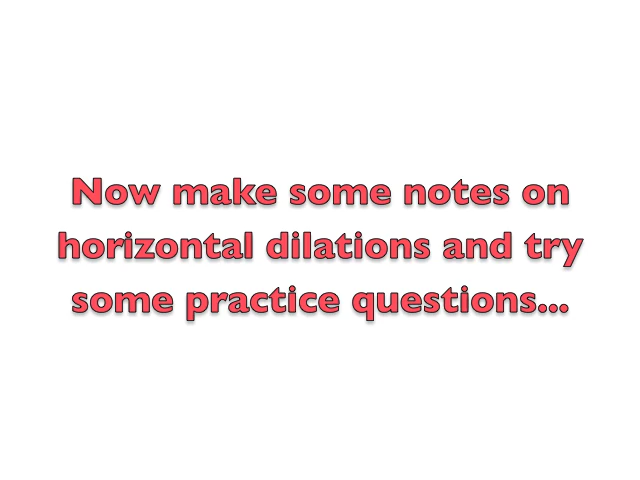 Now make some notes on
horizontal dilations and try
some practice questions...